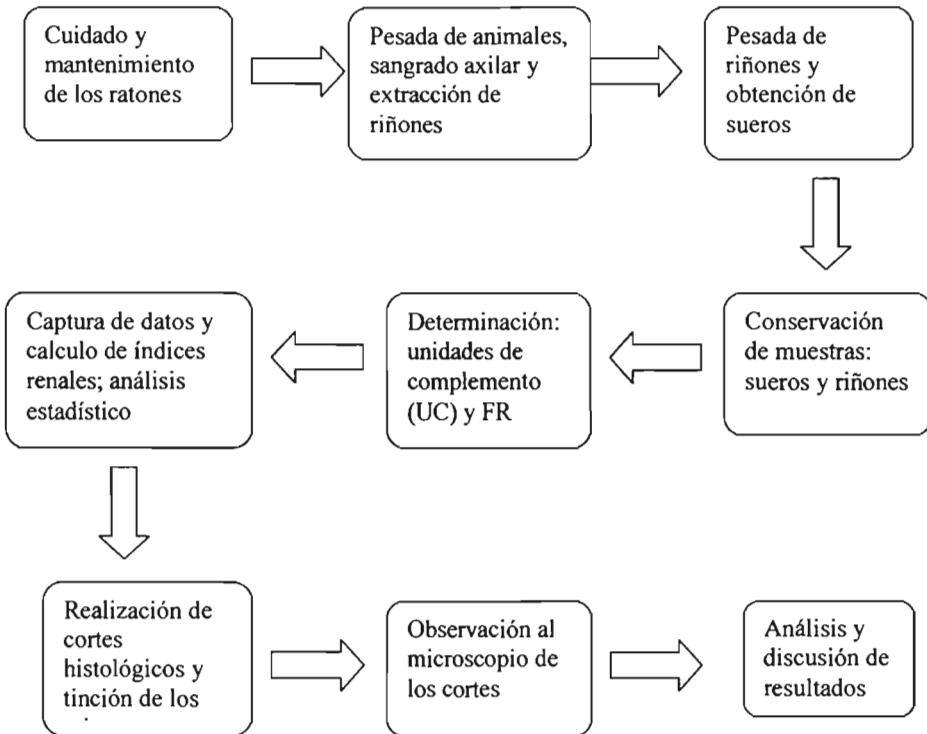 Cuidado y
mantenimiento
de los ratones
Pesada de animales,
sangrado axilar y
extracción de
riñones
Pesada de
riñones y
obtención de
sueros
Conservación
de muestras:
sueros y riñones
Determinación:
unidades de
complemento
(UC) y FR
Captura de datos y
calculo de índices
renales; análisis
estadístico
Realización de
cortes
histológicos y
tinción de los
Observación al
microscopio de
los cortes
Análisis y
discusión de
resultados